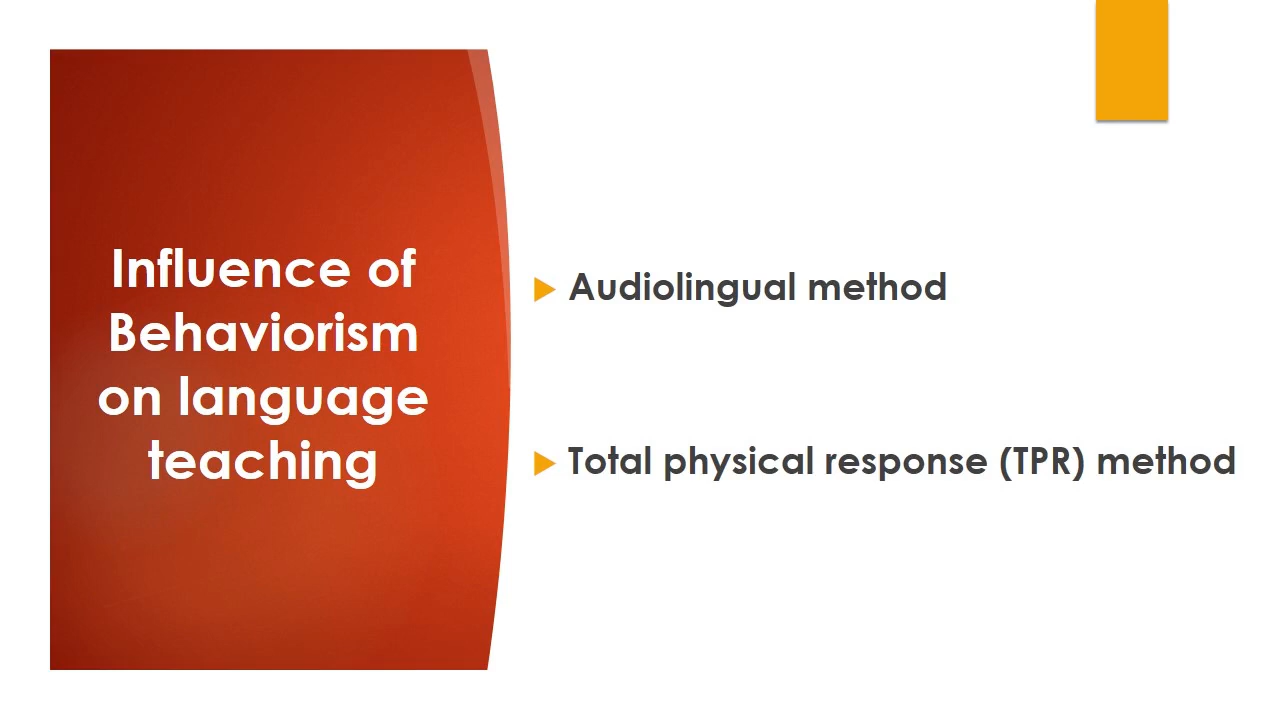 Influence of
Behaviorism
on language
teaching
Audiolingual method
Total physical response (TPR) method